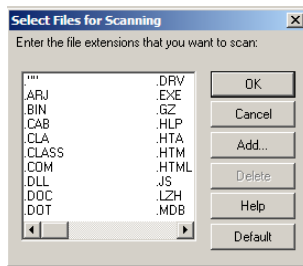 Select Files for Scanning
Enter the file extensions that you want to scan:
.""
.ARJ
.BIN
.CAB
.CLA
.CLASS
.COM
.DLL
.DOC
.DOT
.DRV
.EXE
.GZ
.HLP
.HTA
.HTM
.HTML
.JS
.LZH
.MDB
OK
Cancel
Add...
Delete
Help
Default